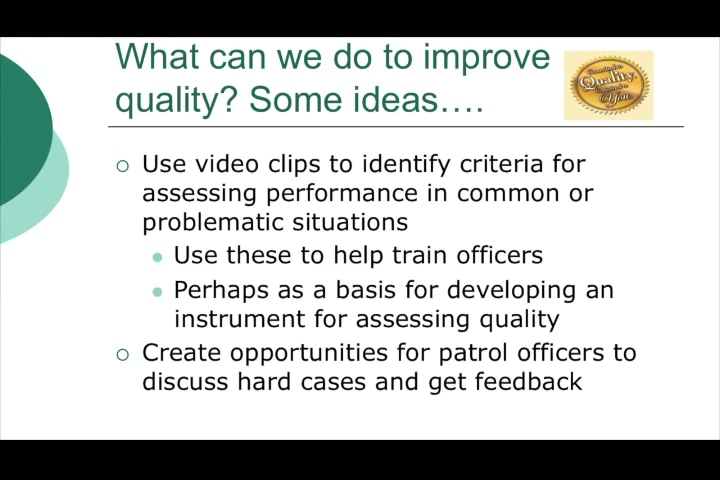 What can we do to improve
quality? Some ideas….
Quality
You
Use video clips to identify criteria for
assessing performance in common or
problematic situations
Use these to help train officers
Perhaps as a basis for developing an
instrument for assessing quality
Create opportunities for patrol officers to
discuss hard cases and get feedback